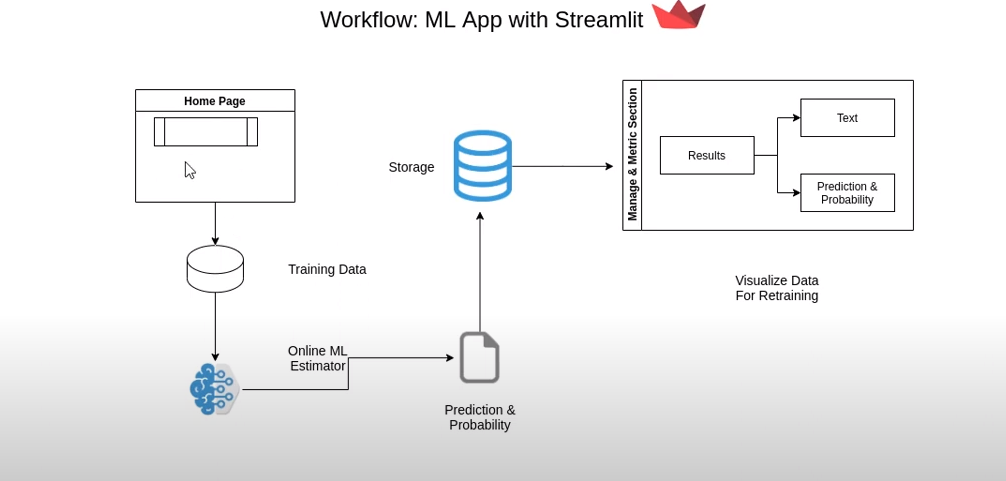 Workflow: ML App with Streamlit
Home Page
Training Data
Online ML
Estimator
Prediction &
Probability
Storage
Manage & Metric Section
Results
Text
Prediction &
Probability
Visualize Data
For Retraining